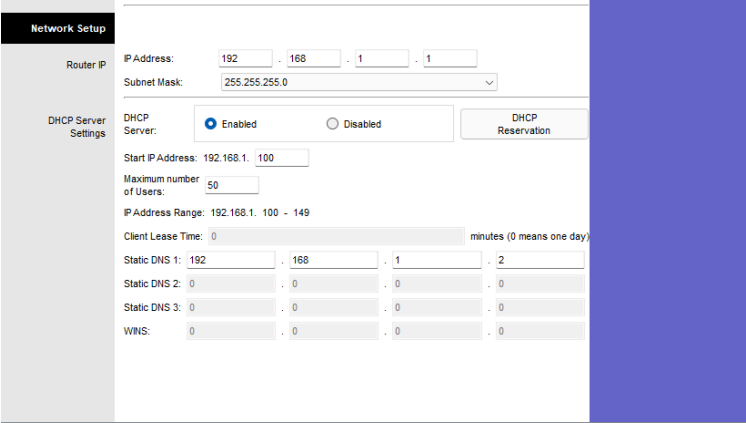 Network Setup
Router IP
IP Address: 192 . 168 . 1 . 1
Subnet Mask: 255.255.255.0
DHCP Server Settings
DHCP Server: Enabled Disabled DHCP Reservation
Start IP Address: 192.168.1. 100
Maximum number of Users: 50
IP Address Range: 192.168.1. 100 - 149
Client Lease Time: 0 minutes (0 means one day)
Static DNS 1: 192 . 168 . 1 . 2
Static DNS 2: 0 . 0 . 0 . 0
Static DNS 3: 0 . 0 . 0 . 0
WINS: 0 . 0 . 0 . 0